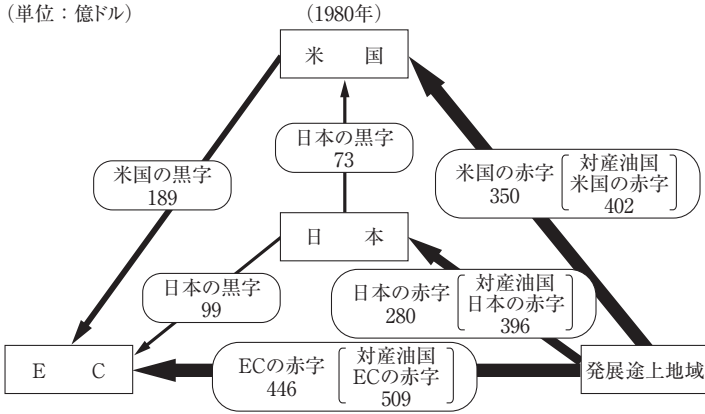 (単位:億ドル)
(1980年)
米 国
日本の黒字
73
米国の黒字
189
米国の赤字
350
対産油国
米国の赤字
402
日 本
日本の黒字
99
日本の赤字
280
対産油国
日本の赤字
396
E C
ECの赤字
446
対産油国
ECの赤字
509
発展途上地域